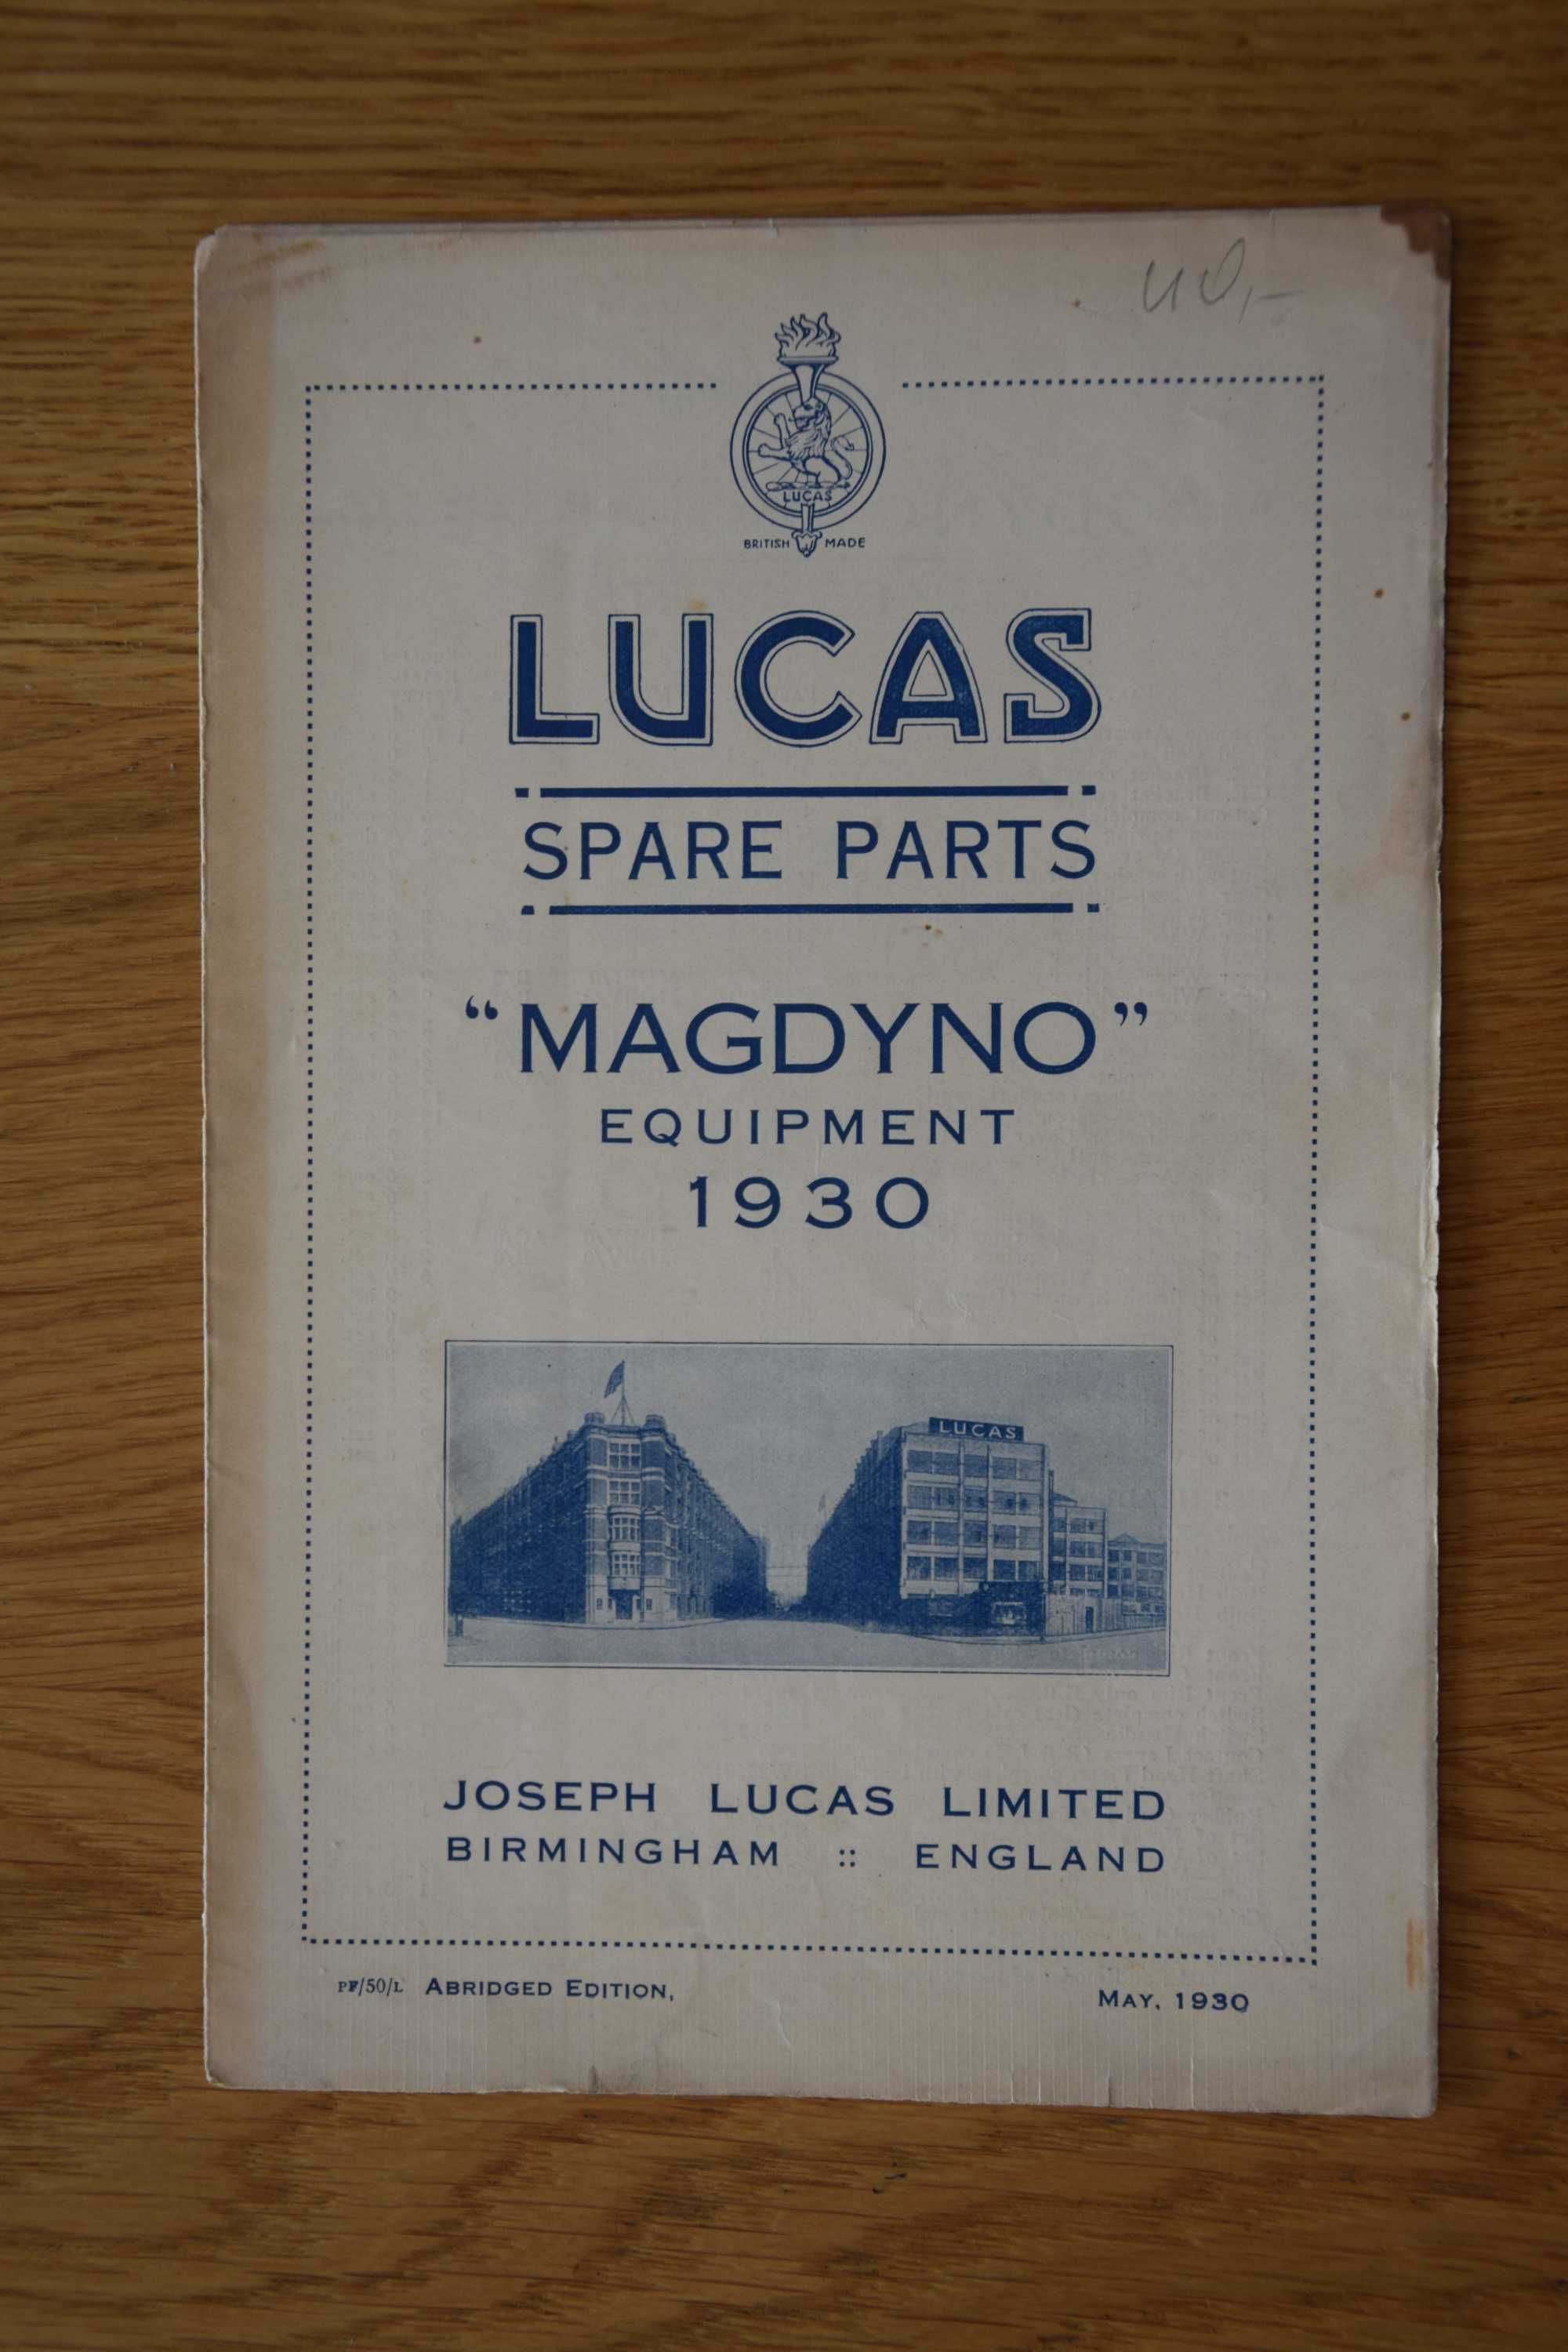 40,-
LUCAS
BRITISH MADE
LUCAS
SPARE PARTS
“MAGDYNO”
EQUIPMENT
1930
LUCAS
JOSEPH LUCAS LIMITED
BIRMINGHAM :: ENGLAND
PF/50/L ABRIDGED EDITION,
MAY, 1930